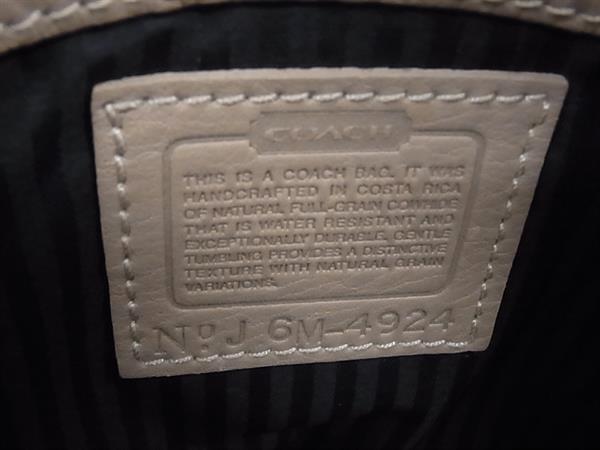 COACH
THIS IS A COACH BAG. IT WAS
HANDCRAFTED IN COSTA RICA
OF NATURAL FULL-GRAIN COWHIDE
THAT IS WATER RESISTANT AND
EXCEPTIONALLY DURABLE. GENTLE
TUMBLING PROVIDES A DISTINCTIVE
TEXTURE WITH NATURAL GRAIN
VARIATIONS.
No J 6M-4924